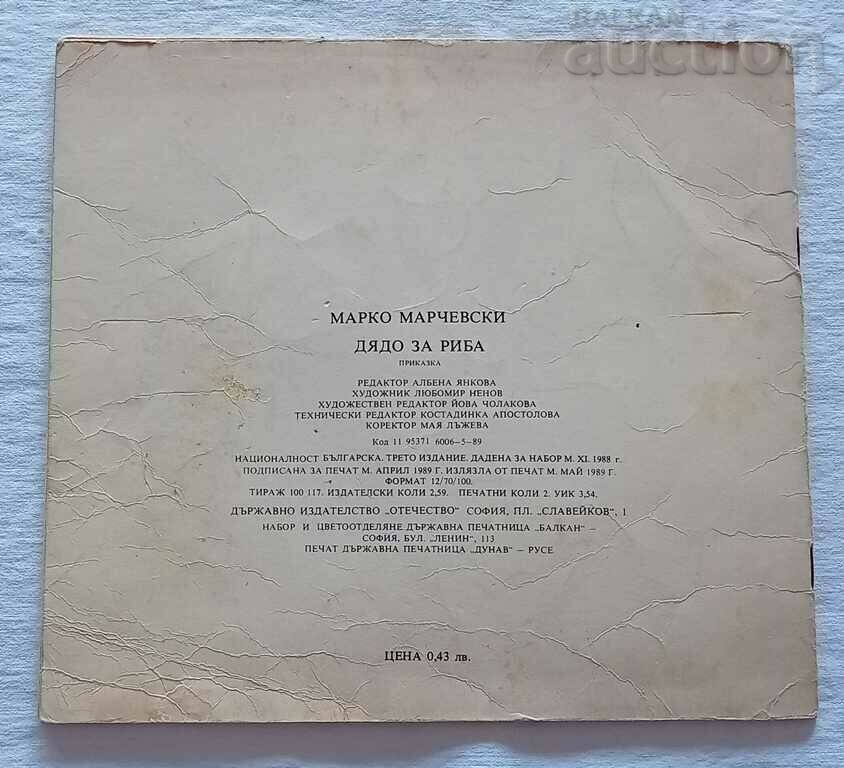 BALKAN
auction
МАРКО МАРЧЕВСКИ
ДЯДО ЗА РИБА
ПРИКАЗКА
РЕДАКТОР АЛБЕНА ЯНКОВА
ХУДОЖНИК ЛЮБОМИР НЕНОВ
ХУДОЖЕСТВЕН РЕДАКТОР ЙОВА ЧОЛАКОВА
ТЕХНИЧЕСКИ РЕДАКТОР КОСТАДИНКА АПОСТОЛОВА
КОРЕКТОР МАЯ ЛЪЖЕВА
Код 11 95371 6006–5–89
НАЦИОНАЛНОСТ БЪЛГАРСКА. ТРЕТО ИЗДАНИЕ. ДАДЕНА ЗА НАБОР М. XI. 1988 г.
ПОДПИСАНА ЗА ПЕЧАТ М. АПРИЛ 1989 Г. ИЗЛЯЗЛА ОТ ПЕЧАТ М. МАЙ 1989 Г.
ФОРМАТ 12/70/100.
ТИРАЖ 100 117. ИЗДАТЕЛСКИ КОЛИ 2,59. ПЕЧАТНИ КОЛИ 2. УИК 3,54.
ДЪРЖАВНО ИЗДАТЕЛСТВО „ОТЕЧЕСТВО“ СОФИЯ, ПЛ. „СЛАВЕЙКОВ“, 1
НАБОР И ЦВЕТООТДЕЛЯНЕ ДЪРЖАВНА ПЕЧАТНИЦА „БАЛКАН“ –
СОФИЯ, БУЛ. „ЛЕНИН“, 113
ПЕЧАТ ДЪРЖАВНА ПЕЧАТНИЦА „ДУНАВ“ – РУСЕ
ЦЕНА 0,43 лв.